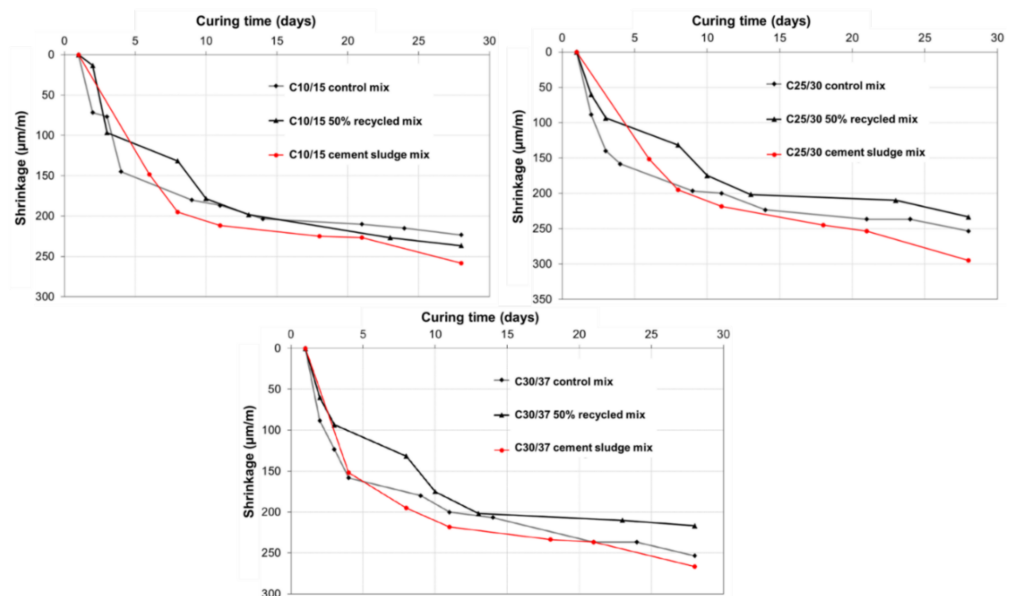 Curing time (days)
0 5 10 15 20 25 30
0
50
100
150
200
250
300
Shrinkage (µm/m)
C10/15 control mix
C10/15 50% recycled mix
C10/15 cement sludge mix
Curing time (days)
0 5 10 15 20 25 30
0
50
100
150
200
250
300
350
Shrinkage (µm/m)
C25/30 control mix
C25/30 50% recycled mix
C25/30 cement sludge mix
Curing time (days)
0 5 10 15 20 25 30
0
50
100
150
200
250
300
Shrinkage (µm/m)
C30/37 control mix
C30/37 50% recycled mix
C30/37 cement sludge mix